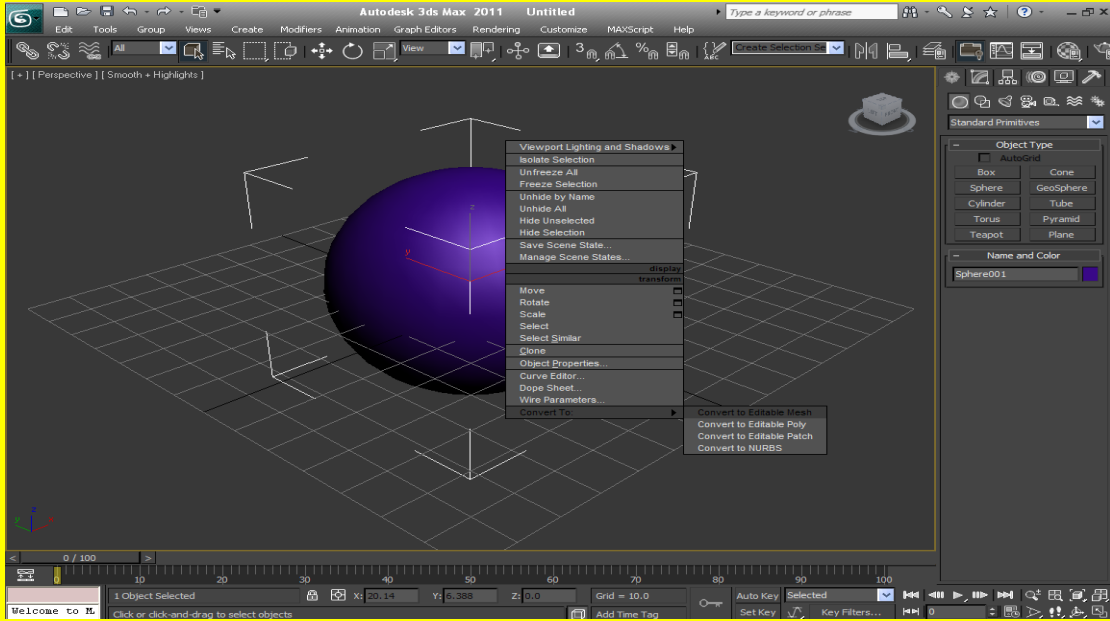 Autodesk 3ds Max 2011 Untitled
Type a keyword or phrase
Edit Tools Group Views Create Modifiers Animation Graph Editors Rendering Customize MAXScript Help
All
View
3
%
ABC
Create Selection Se
[ + ] [ Perspective ] [ Smooth + Highlights ]
Standard Primitives
Object Type
AutoGrid
Box Cone
Sphere GeoSphere
Cylinder Tube
Torus Pyramid
Teapot Plane
Name and Color
Sphere001
Viewport Lighting and Shadows
Isolate Selection
Unfreeze All
Freeze Selection
Unhide by Name
Unhide All
Hide Unselected
Hide Selection
Save Scene State...
Manage Scene States...
display
transform
Move
Rotate
Scale
Select
Select Similar
Clone
Object Properties...
Curve Editor...
Dope Sheet...
Wire Parameters...
Convert To:
Convert to Editable Mesh
Convert to Editable Poly
Convert to Editable Patch
Convert to NURBS
z
y
z
y x
< 0 / 100 >
0 10 20 30 40 50 60 70 80 90 100
1 Object Selected X: 20.14 Y: 6.388 Z: 0.0 Grid = 10.0 Auto Key Selected
Welcome to M
Click or click-and-drag to select objects Add Time Tag Set Key Key Filters... 0